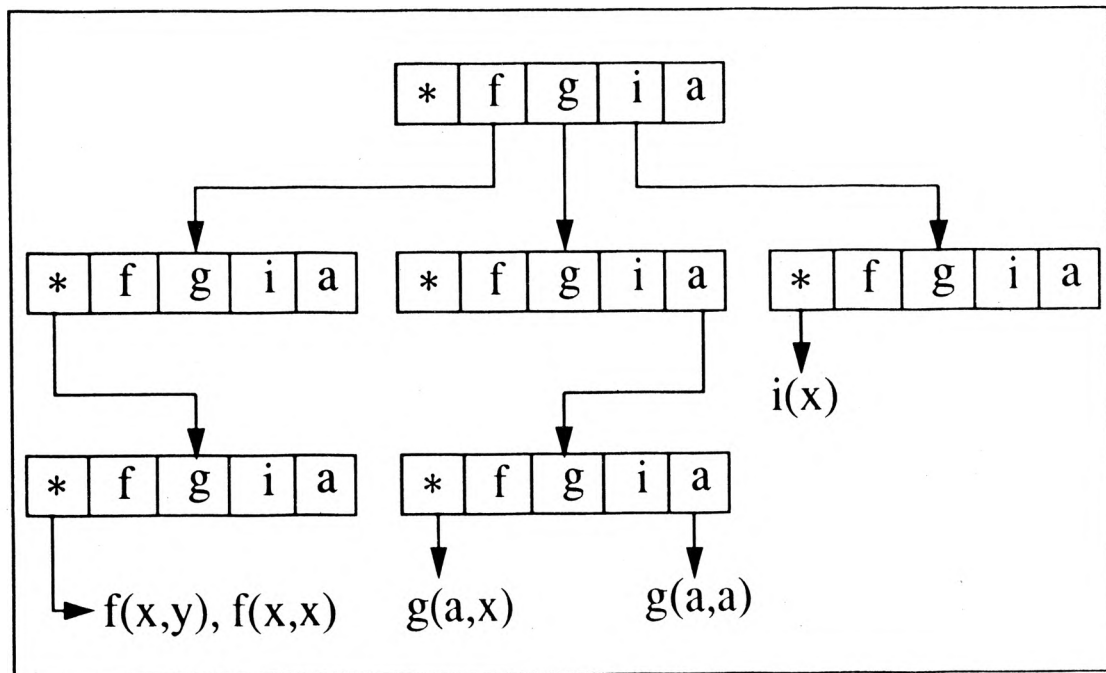 * f g i a
* f g i a
* f g i a
* f g i a
i(x)
* f g i a
* f g i a
f(x,y), f(x,x)
g(a,x)
g(a,a)